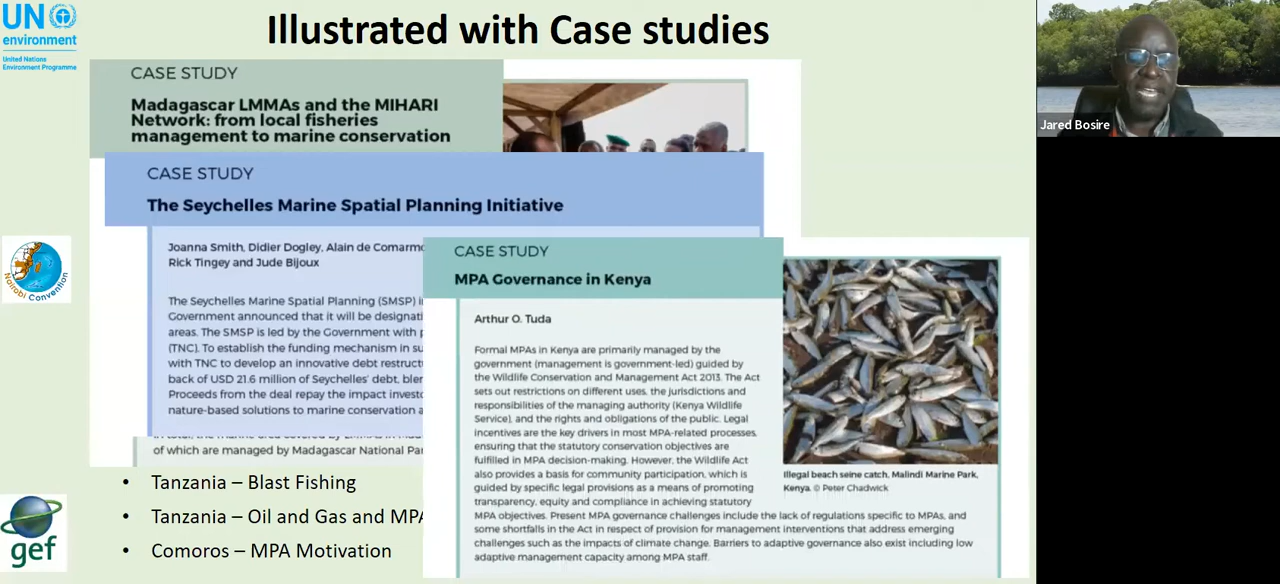 UN
environment
United Nations
Environment Programme
Illustrated with Case studies
Jared Bosire
CASE STUDY
Madagascar LMMAs and the MIHARI
Network: from local fisheries
management to marine conservation
CASE STUDY
The Seychelles Marine Spatial Planning Initiative
Joanna Smith, Didier Dogley, Alain de Comarmo
Rick Tingey and Jude Bijoux
The Seychelles Marine Spatial Planning (SMSP) i
Government announced that it will be designati
areas. The SMSP is led by the Government with p
(TNC). To establish the funding mechanism in su
with TNC to develop an innovative debt restruct
back of USD 21.6 million of Seychelles' debt, bler
Proceeds from the deal repay the impact investo
nature-based solutions to marine conservation a
of which are managed by Madagascar National Par
CASE STUDY
MPA Governance in Kenya
Arthur O. Tuda
Formal MPAs in Kenya are primarily managed by the
government (management is government-led) guided by
the Wildlife Conservation and Management Act 2013. The Act
sets out restrictions on different uses, the jurisdictions and
responsibilities of the managing authority (Kenya Wildlife
Service), and the rights and obligations of the public. Legal
incentives are the key drivers in most MPA-related processes,
ensuring that the statutory conservation objectives are
fulfilled in MPA decision-making. However, the Wildlife Act
also provides a basis for community participation, which is
guided by specific legal provisions as a means of promoting
transparency, equity and compliance in achieving statutory
MPA objectives. Present MPA governance challenges include the lack of regulations specific to MPAs, and
some shortfalls in the Act in respect of provision for management interventions that address emerging
challenges such as the impacts of climate change. Barriers to adaptive governance also exist including low
adaptive management capacity among MPA staff.
Illegal beach seine catch, Malindi Marine Park,
Kenya. © Peter Chadwick
Nairobi Convention
• Tanzania – Blast Fishing
• Tanzania – Oil and Gas and MPA
• Comoros – MPA Motivation
gef